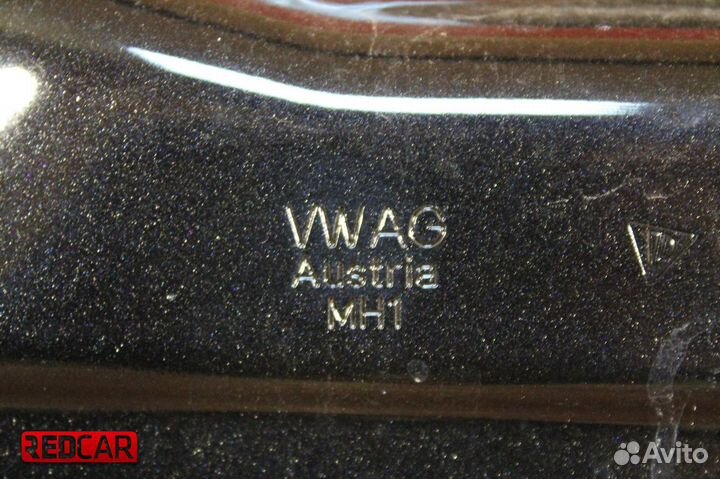 VWAG
Austria
MH1
REDCAR
Avito